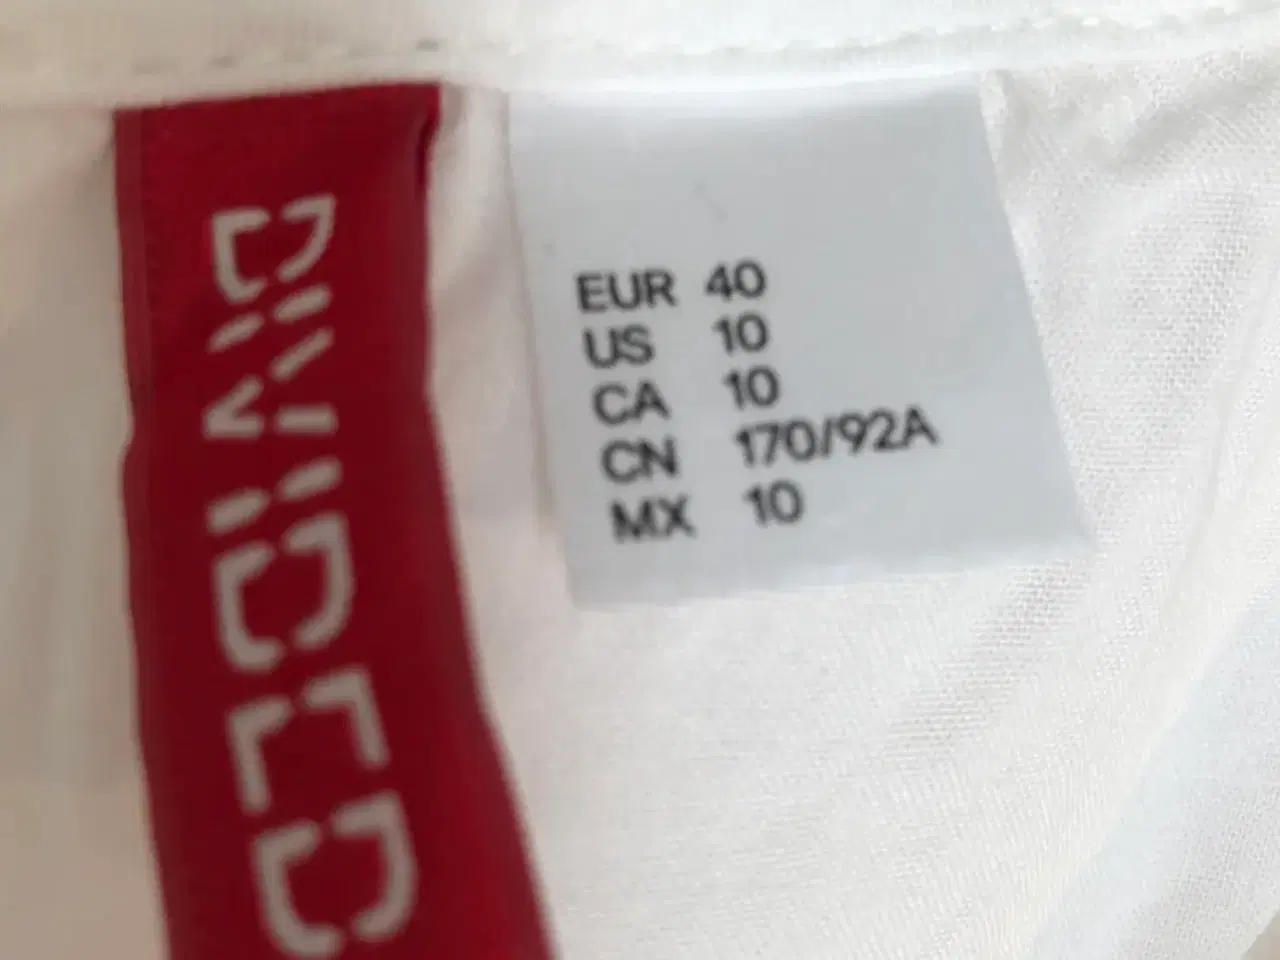 DIVIDED
EUR 40
US 10
CA 10
CN 170/92A
MX 10